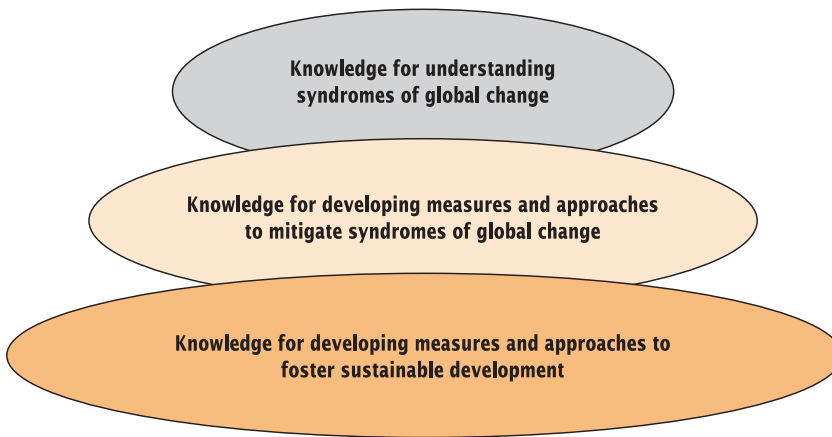 Knowledge for understanding
syndromes of global change
Knowledge for developing measures and approaches
to mitigate syndromes of global change
Knowledge for developing measures and approaches to
foster sustainable development